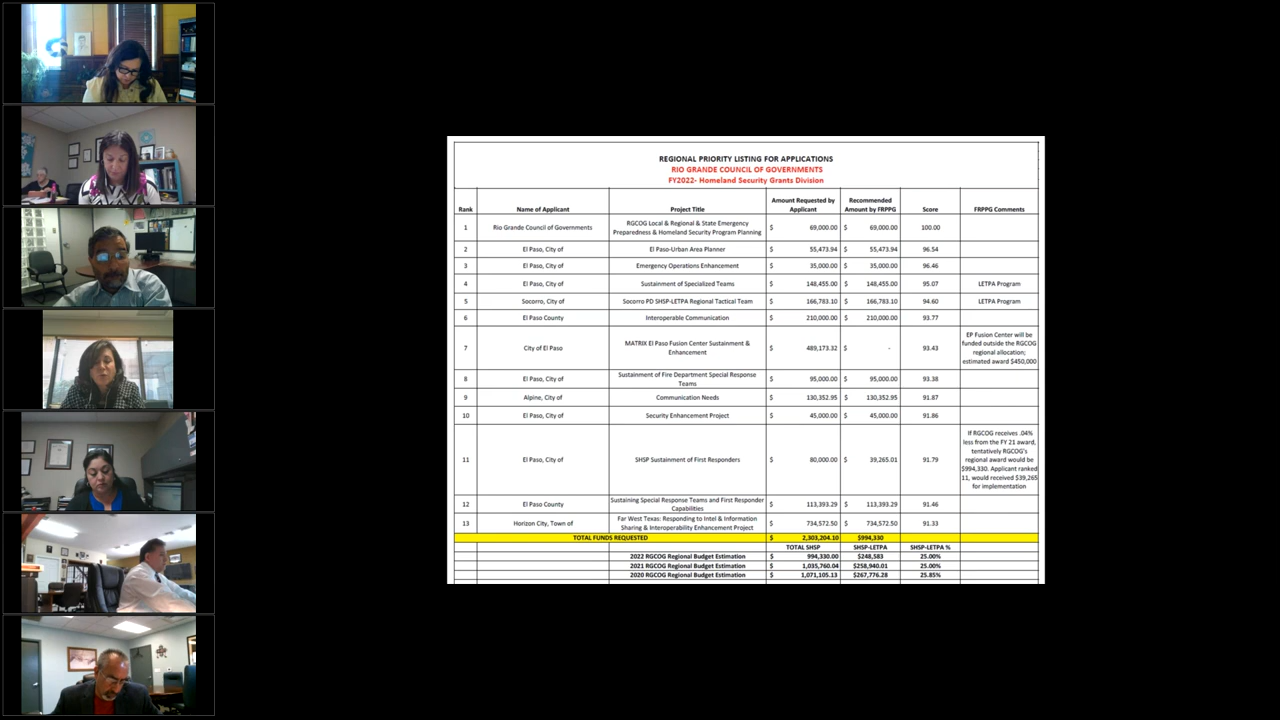 REGIONAL PRIORITY LISTING FOR APPLICATIONS
RIO GRANDE COUNCIL OF GOVERNMENTS
FY2022- Homeland Security Grants Division
Rank Name of Applicant Project Title Amount Requested by Applicant Recommended Amount by FRPPG Score FRPPG Comments
1 Rio Grande Council of Governments RGCOG Local & Regional & State Emergency Preparedness & Homeland Security Program Planning $ 69,000.00 $ 69,000.00 100.00
2 El Paso, City of El Paso-Urban Area Planner $ 55,473.94 $ 55,473.94 96.54
3 El Paso, City of Emergency Operations Enhancement $ 35,000.00 $ 35,000.00 96.46
4 El Paso, City of Sustainment of Specialized Teams $ 148,455.00 $ 148,455.00 95.07 LETPA Program
5 Socorro, City of Socorro PD SHSP-LETPA Regional Tactical Team $ 166,783.10 $ 166,783.10 94.60 LETPA Program
6 El Paso County Interoperable Communication $ 210,000.00 $ 210,000.00 93.77
7 City of El Paso MATRIX El Paso Fusion Center Sustainment & Enhancement $ 489,173.32 $ - 93.43 EP Fusion Center will be funded outside the RGCOG regional allocation; estimated award $450,000
8 El Paso, City of Sustainment of Fire Department Special Response Teams $ 95,000.00 $ 95,000.00 93.38
9 Alpine, City of Communication Needs $ 130,352.95 $ 130,352.95 91.87
10 El Paso, City of Security Enhancement Project $ 45,000.00 $ 45,000.00 91.86
11 El Paso, City of SHSP Sustainment of First Responders $ 80,000.00 $ 39,265.01 91.79 If RGCOG receives .04% less from the FY 21 award, tentatively RGCOG's regional award would be $994,330. Applicant ranked 11, would received $39,265 for implementation
12 El Paso County Sustaining Special Response Teams and First Responder Capabilities $ 113,393.29 $ 113,393.29 91.46
13 Horizon City, Town of Far West Texas: Responding to Intel & Information Sharing & Interoperability Enhancement Project $ 734,572.50 $ 734,572.50 91.33
TOTAL FUNDS REQUESTED $ 2,303,204.10 $994,330
TOTAL SHSP SHSP-LETPA SHSP-LETPA %
2022 RGCOG Regional Budget Estimation $ 994,330.00 $248,583 25.00%
2021 RGCOG Regional Budget Estimation $ 1,035,760.04 $258,940.01 25.00%
2020 RGCOG Regional Budget Estimation $ 1,071,105.13 $267,776.28 25.85%